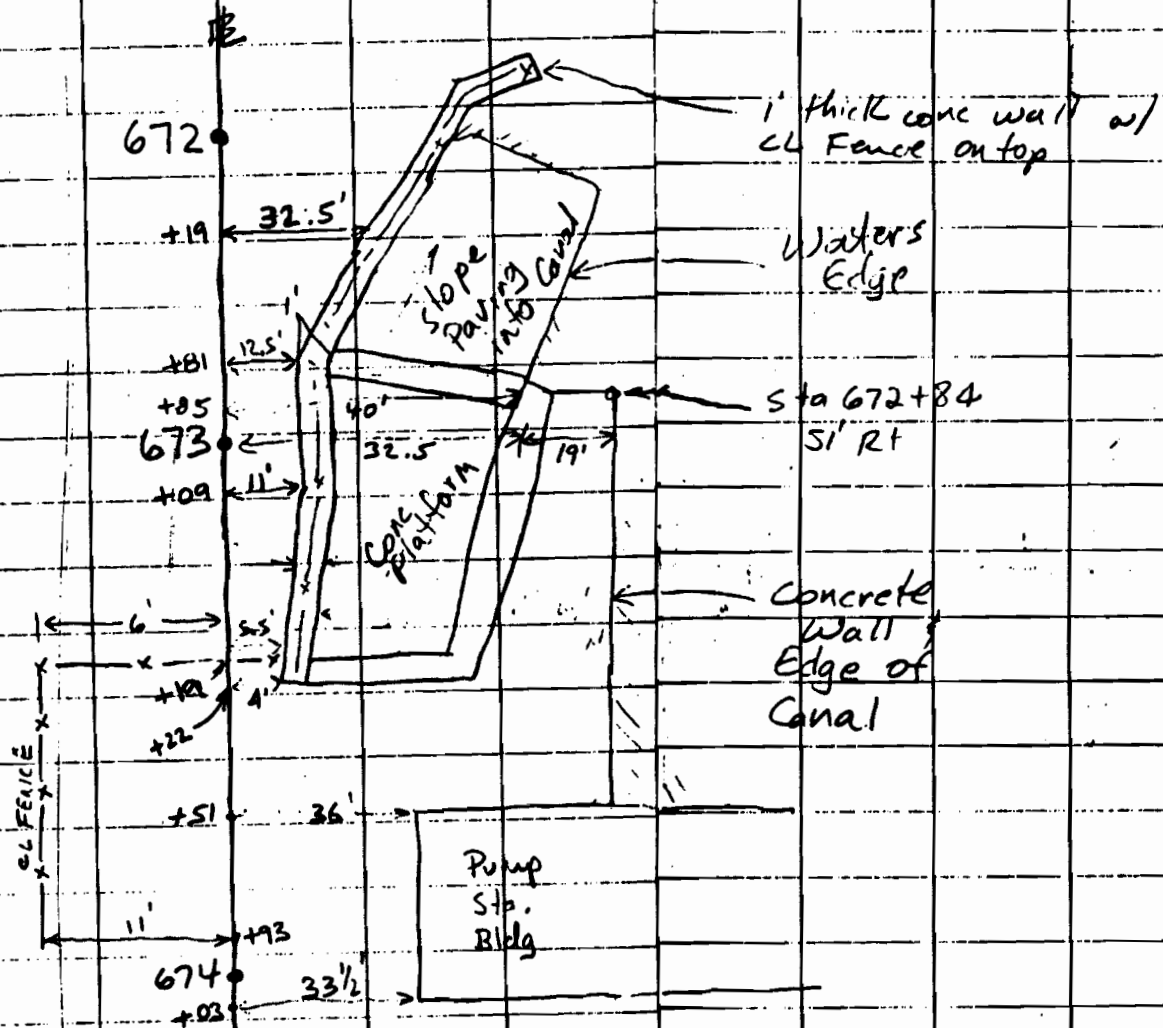 ℄
672
1' thick conc wall w/
CL Fence on top
+19
32.5'
Waters
Edge
Slope
Paving
into Canal
1'
+81
12.5'
+85
40'
Sta 672+84
51' Rt
673
32.5
19'
+09
11'
Conc
Platform
Concrete
Wall &
Edge of
Canal
6'
5.5'
4'
+22
CL FENCE
+51
36'
Pump
Sta.
Bldg
11'
+93
674
33½'
+03